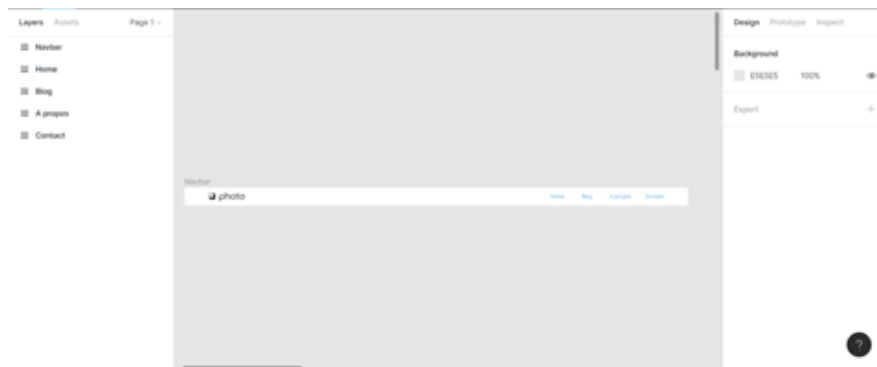 Layers Assets Page 1
Navbar
Home
Blog
A propos
Contact
Navbar
photo
Home Blog A propos Contact
Design Prototype Inspect
Background
E5E5E5 100%
Export +
?